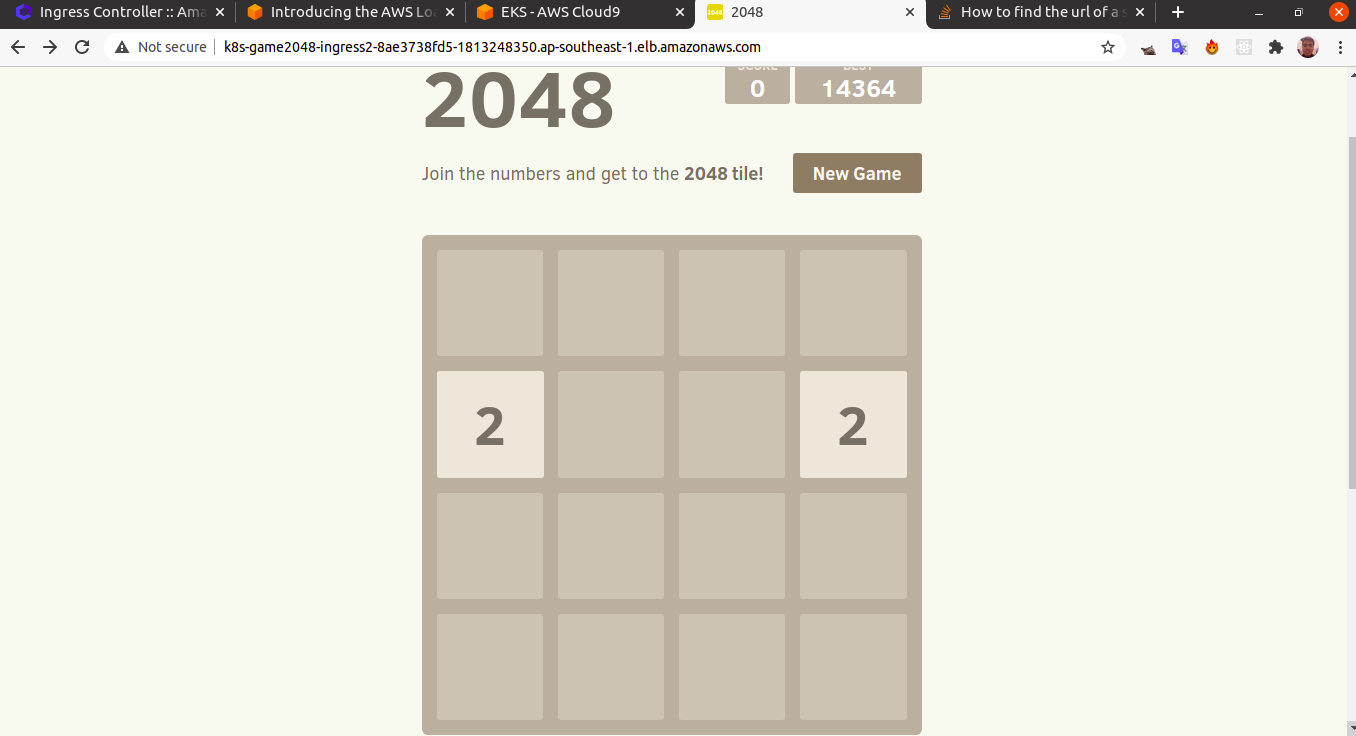 Ingress Controller :: Ama
Introducing the AWS Lo
EKS - AWS Cloud9
2048
2048
How to find the url of a s
Not secure
k8s-game2048-ingress2-8ae3738fd5-1813248350.ap-southeast-1.elb.amazonaws.com
2048
SCORE
0
BEST
14364
Join the numbers and get to the 2048 tile!
New Game
2
2